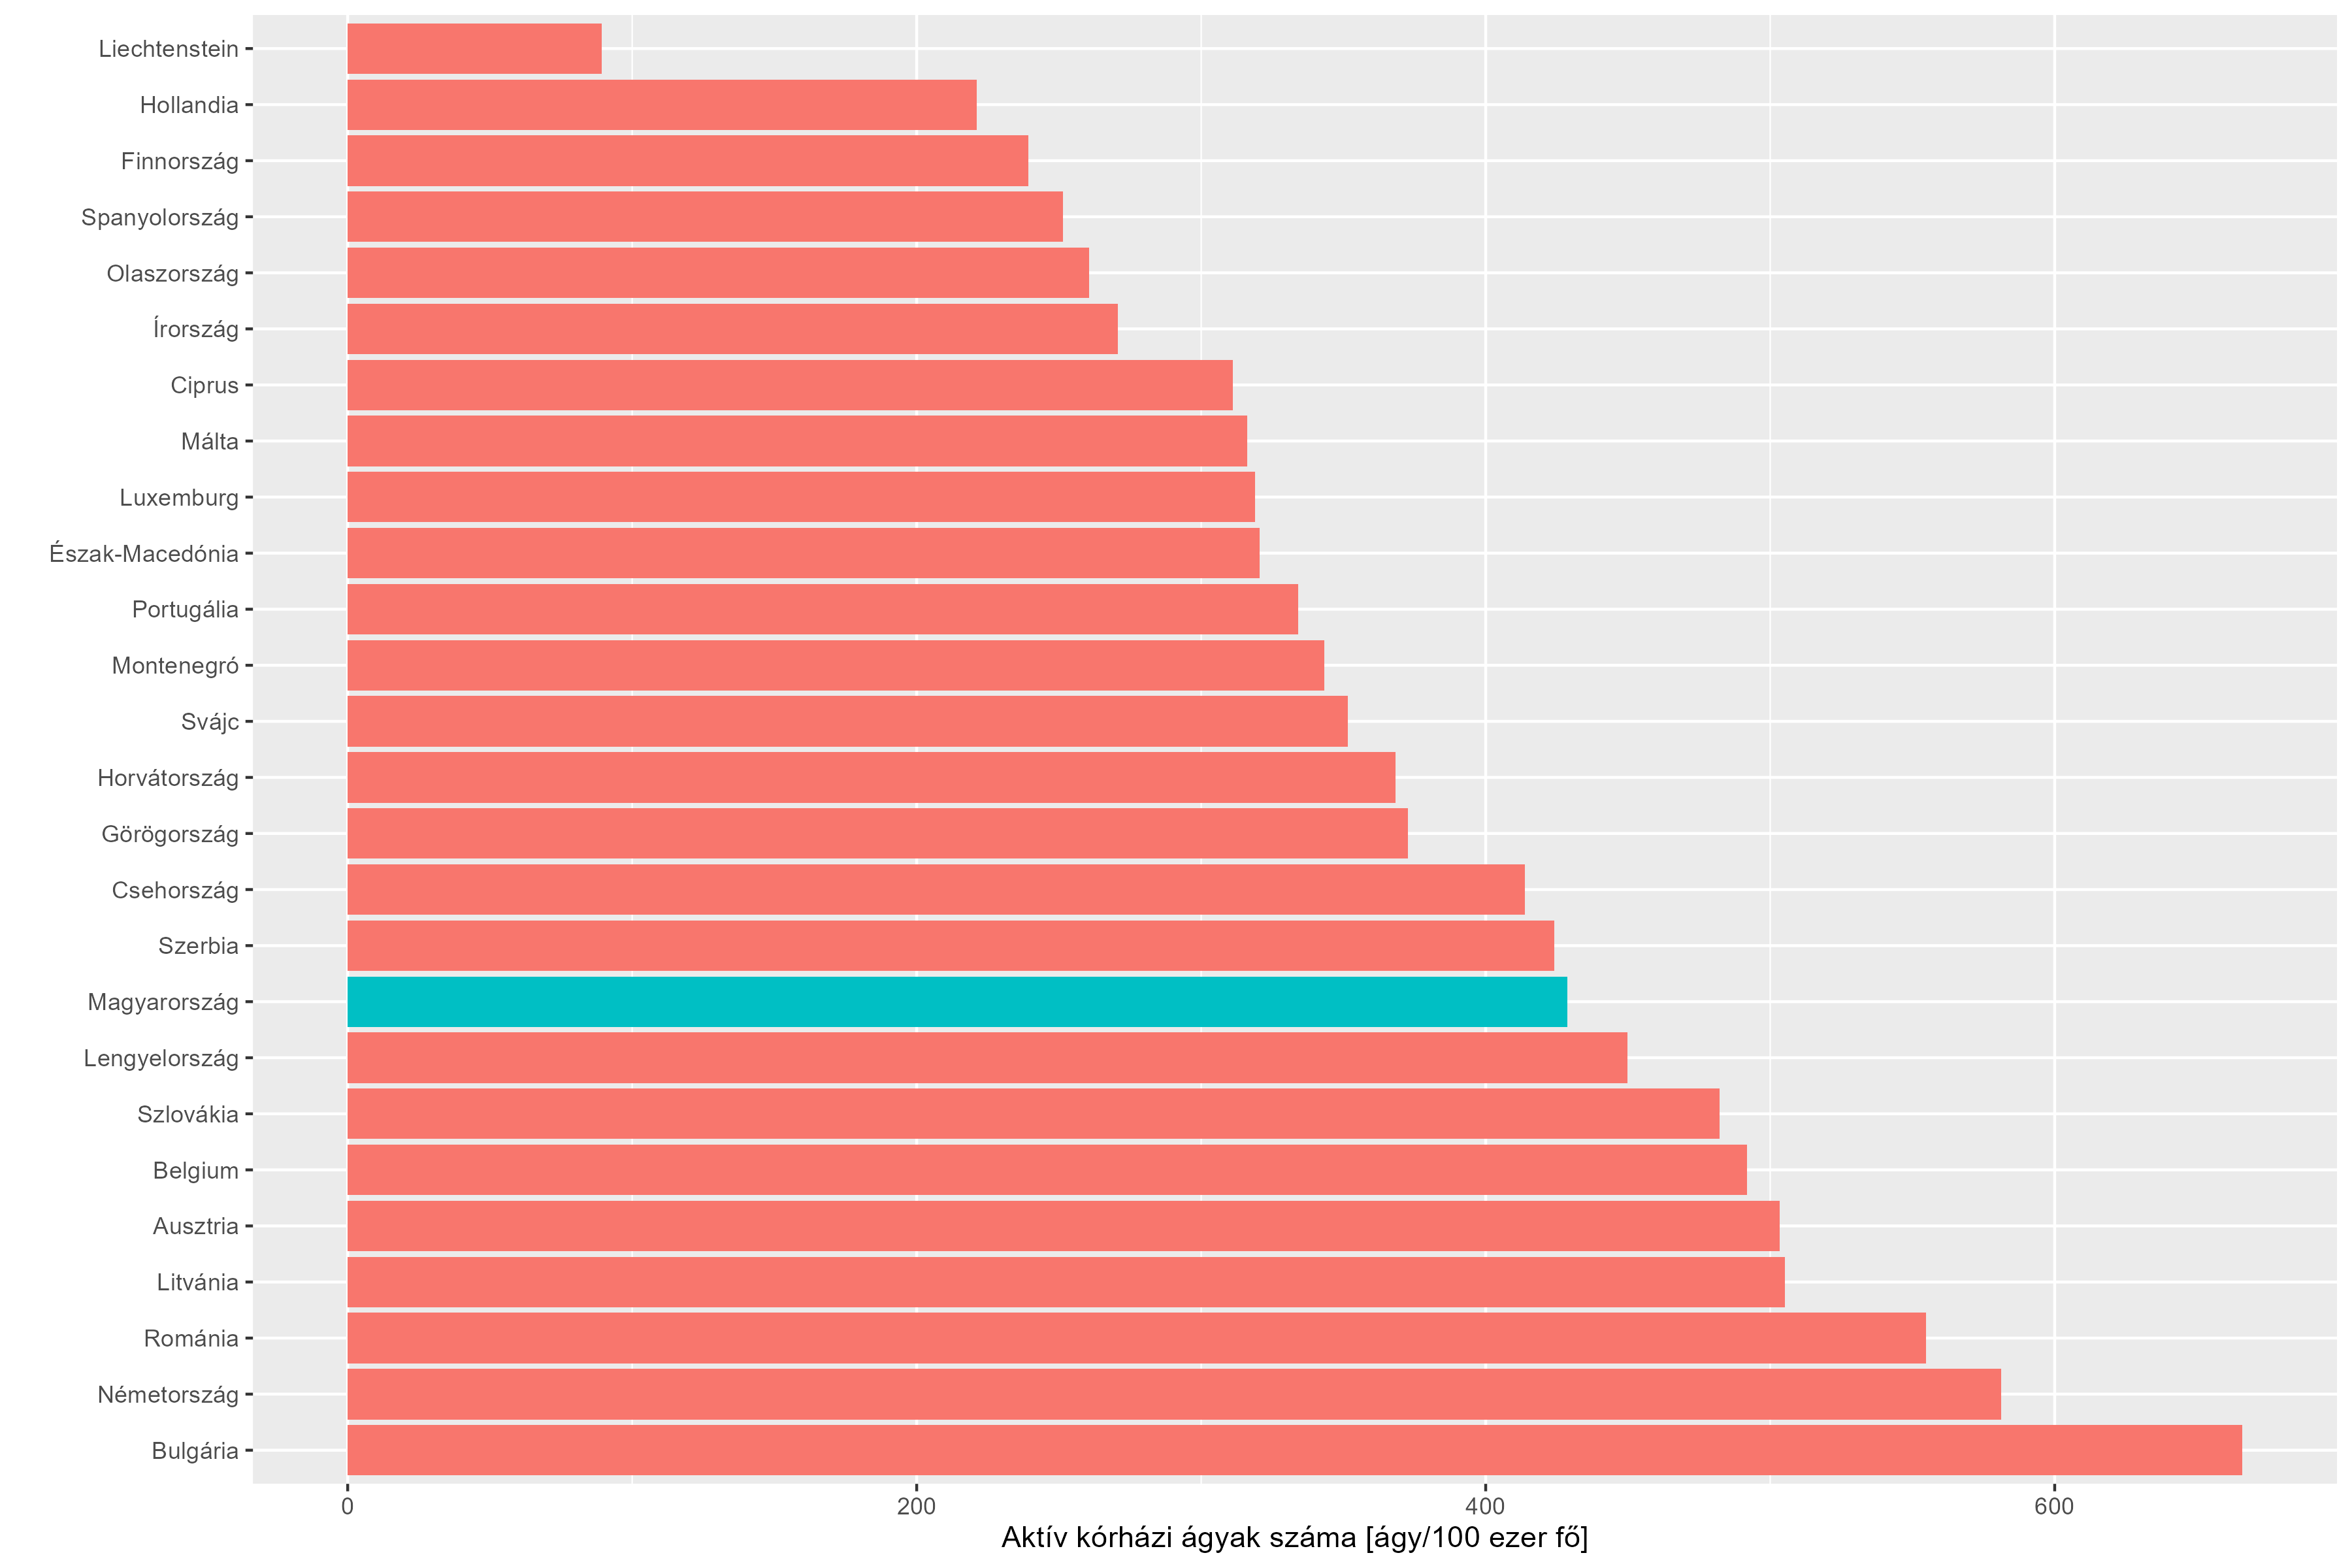 Liechtenstein
Hollandia
Finnország
Spanyolország
Olaszország
Írország
Ciprus
Málta
Luxemburg
Észak-Macedónia
Portugália
Montenegró
Svájc
Horvátország
Görögország
Csehország
Szerbia
Magyarország
Lengyelország
Szlovákia
Belgium
Ausztria
Litvánia
Románia
Németország
Bulgária
0 200 400 600
Aktív kórházi ágyak száma [ágy/100 ezer fő]